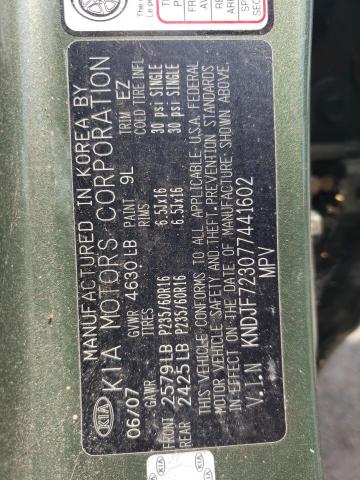 MANUFACTURED IN KOREA BY
KIA KIA MOTORS CORPORATION
06/07 GVWR 4630 LB PAINT 9L TRIM EZ
GAWR TIRES RIMS COLD TIRE INFL
FRONT 2579LB P235/60R16 6.5Jx16 30 psi SINGLE
REAR 2425LB P235/60R16 6.5Jx16 30 psi SINGLE
THIS VEHICLE CONFORMS TO ALL APPLICABLE U.S.A. FEDERAL
MOTOR VEHICLE SAFETY AND THEFT PREVENTION STANDARDS
IN EFFECT ON THE DATE OF MANUFACTURE SHOWN ABOVE.
V.I.N KNDJF723077441602
MPV
KIA